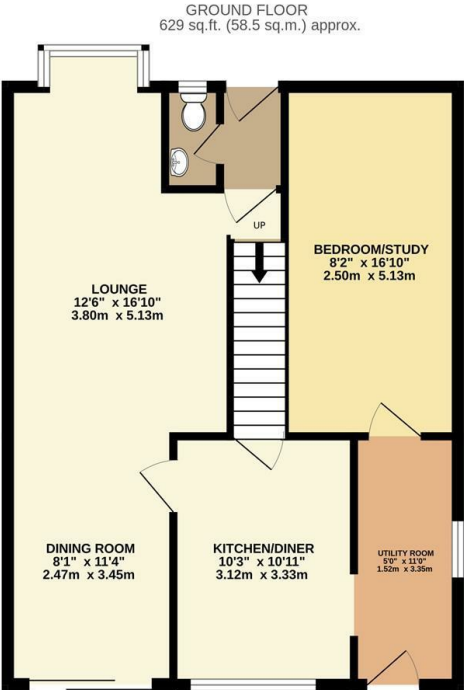 GROUND FLOOR
629 sq.ft. (58.5 sq.m.) approx.
UP
BEDROOM/STUDY
8'2" x 16'10"
2.50m x 5.13m
LOUNGE
12'6" x 16'10"
3.80m x 5.13m
DINING ROOM
8'1" x 11'4"
2.47m x 3.45m
KITCHEN/DINER
10'3" x 10'11"
3.12m x 3.33m
UTILITY ROOM
5'0" x 11'0"
1.52m x 3.35m